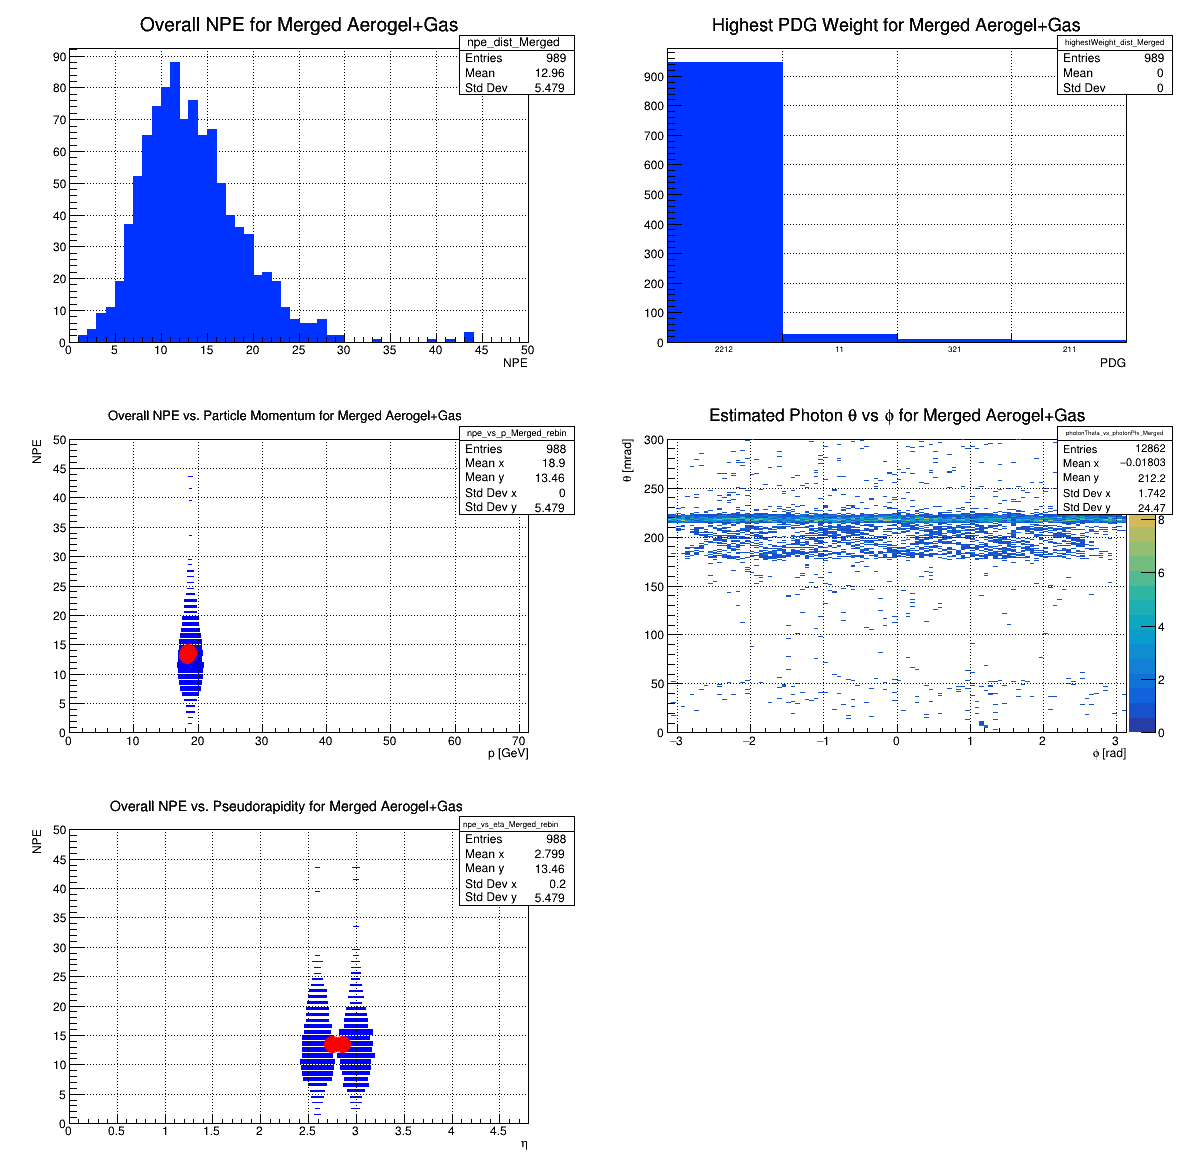 Overall NPE for Merged Aerogel+Gas
npe_dist_Merged
Entries 989
Mean 12.96
Std Dev 5.479
90
80
70
60
50
40
30
20
10
0
0 5 10 15 20 25 30 35 40 45 50
NPE
Highest PDG Weight for Merged Aerogel+Gas
highestWeight_dist_Merged
Entries 989
Mean 0
Std Dev 0
900
800
700
600
500
400
300
200
100
0
2212 11 321 211
PDG
Overall NPE vs. Particle Momentum for Merged Aerogel+Gas
npe_vs_p_Merged_rebin
Entries 988
Mean x 18.9
Mean y 13.46
Std Dev x 0
Std Dev y 5.479
NPE
50
45
40
35
30
25
20
15
10
5
0
0 10 20 30 40 50 60 70
p [GeV]
Estimated Photon θ vs ϕ for Merged Aerogel+Gas
photonTheta_vs_photonPhi_Merged
Entries 12862
Mean x −0.01803
Mean y 212.2
Std Dev x 1.742
Std Dev y 24.47
θ [mrad]
300
250
200
150
100
50
0
−3 −2 −1 0 1 2 3
ϕ [rad]
8
6
4
2
0
Overall NPE vs. Pseudorapidity for Merged Aerogel+Gas
npe_vs_eta_Merged_rebin
Entries 988
Mean x 2.799
Mean y 13.46
Std Dev x 0.2
Std Dev y 5.479
NPE
50
45
40
35
30
25
20
15
10
5
0
0 0.5 1 1.5 2 2.5 3 3.5 4 4.5
η